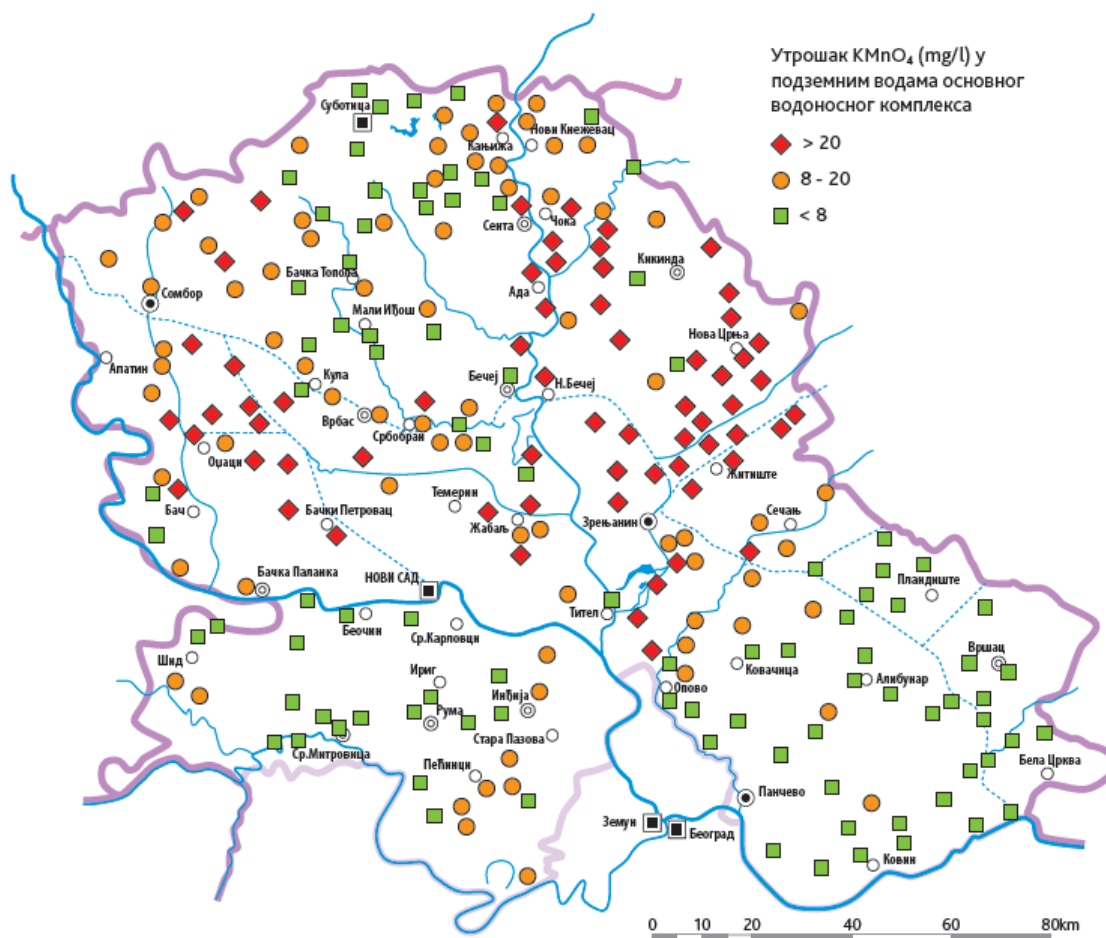 Утрошак KMnO₄ (mg/l) у
подземним водама основног
водоносног комплекса
> 20
8 - 20
< 8
Суботица
Кањижа
Нови Кнежевац
Сента
Чока
Кикинда
Бачка Топола
Ада
Сомбор
Мали Иђош
Нова Црња
Апатин
Кула
Бечеј
Н.Бечеј
Врбас
Србобран
Оџаци
Житиште
Темерин
Бач
Бачки Петровац
Жабаљ
Зрењанин
Сечањ
Бачка Паланка
НОВИ САД
Пландиште
Беочин
Тител
Ср.Карловци
Шид
Ковачица
Вршац
Ириг
Опово
Алибунар
Инђија
Рума
Ср.Митровица
Стара Пазова
Бела Црква
Пећинци
Панчево
Земун
Београд
Ковин
0 10 20 40 60 80km